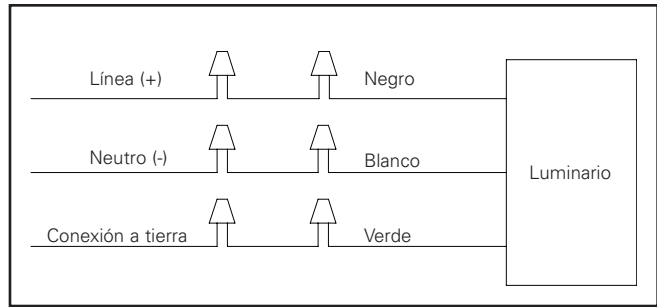 Línea (+)
Negro
Neutro (-)
Blanco
Luminario
Conexión a tierra
Verde